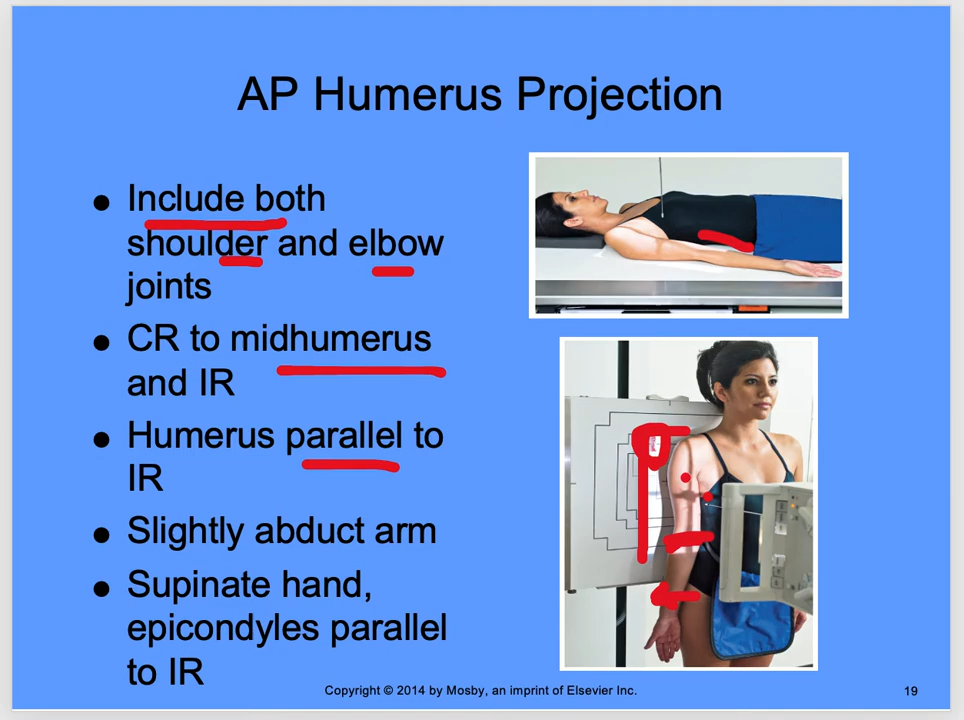 AP Humerus Projection
• Include both
shoulder and elbow
joints
• CR to midhumerus
and IR
• Humerus parallel to
IR
• Slightly abduct arm
• Supinate hand,
epicondyles parallel
to IR
Copyright © 2014 by Mosby, an imprint of Elsevier Inc.
19